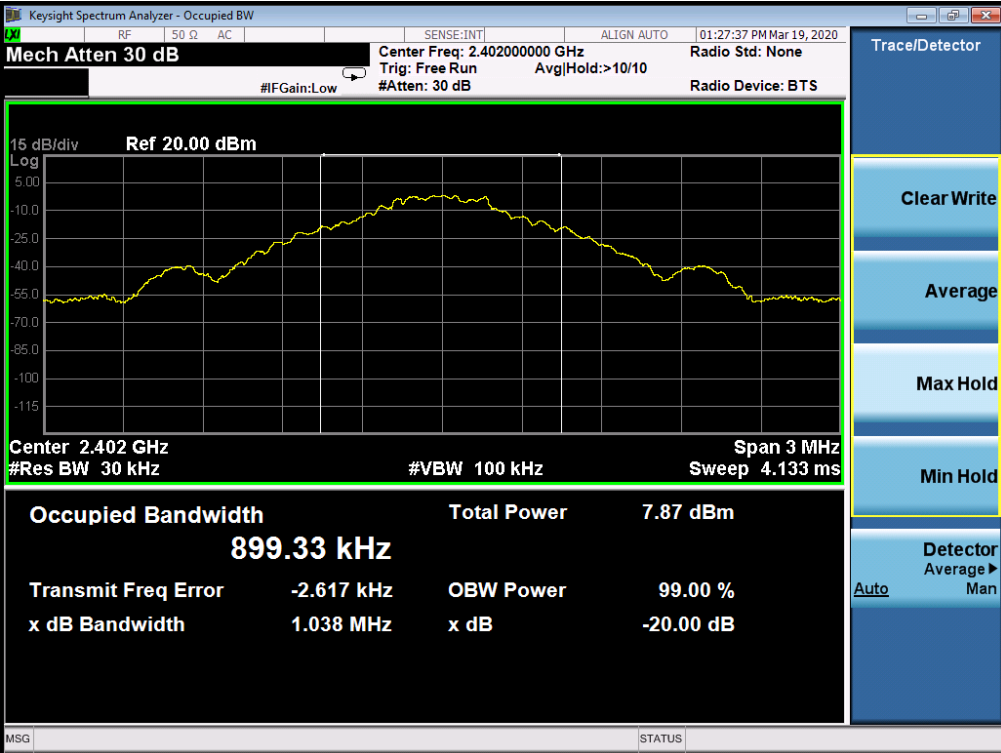 Keysight Spectrum Analyzer - Occupied BW
LXI RF 50 Ω AC SENSE:INT ALIGN AUTO 01:27:37 PM Mar 19, 2020
Mech Atten 30 dB Center Freq: 2.402000000 GHz Radio Std: None
Trig: Free Run Avg|Hold:>10/10
#IFGain:Low #Atten: 30 dB Radio Device: BTS
15 dB/div Ref 20.00 dBm
Log
5.00
-10.0
-25.0
-40.0
-55.0
-70.0
-85.0
-100
-115
Center 2.402 GHz Span 3 MHz
#Res BW 30 kHz #VBW 100 kHz Sweep 4.133 ms
Occupied Bandwidth Total Power 7.87 dBm
899.33 kHz
Transmit Freq Error -2.617 kHz OBW Power 99.00 %
x dB Bandwidth 1.038 MHz x dB -20.00 dB
MSG STATUS
Trace/Detector
Clear Write
Average
Max Hold
Min Hold
Detector
Average
Auto Man